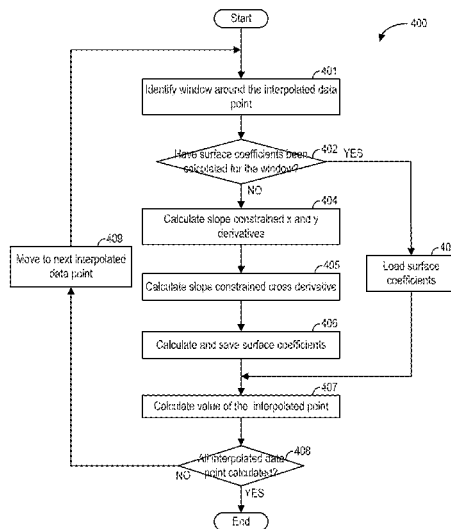 Start
400
401
Identify window around the interpolated data
point
402
Have surface coefficients been
calculated for the window?
YES
NO
404
Calculate slope constrained x and y
derivatives
409
Move to next interpolated
data point
Load surface
coefficients
405
Calculate slope constrained cross derivative
406
Calculate and save surface coefficients
407
Calculate value of the interpolated point
408
All interpolated data
point calculated?
NO
YES
End